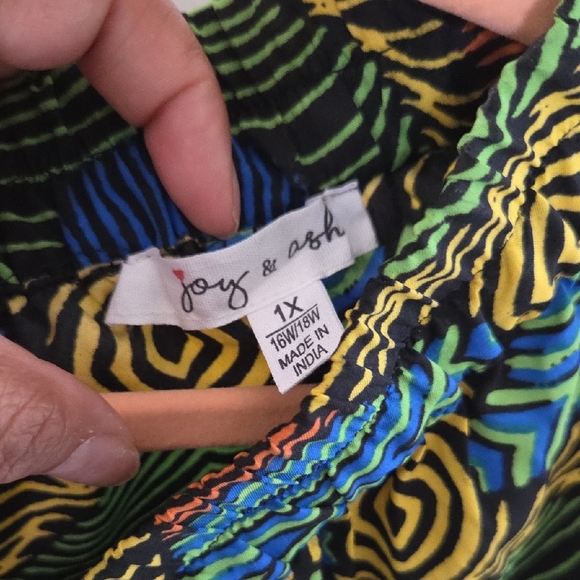 joy & ash
1X
16W/18W
MADE IN
INDIA